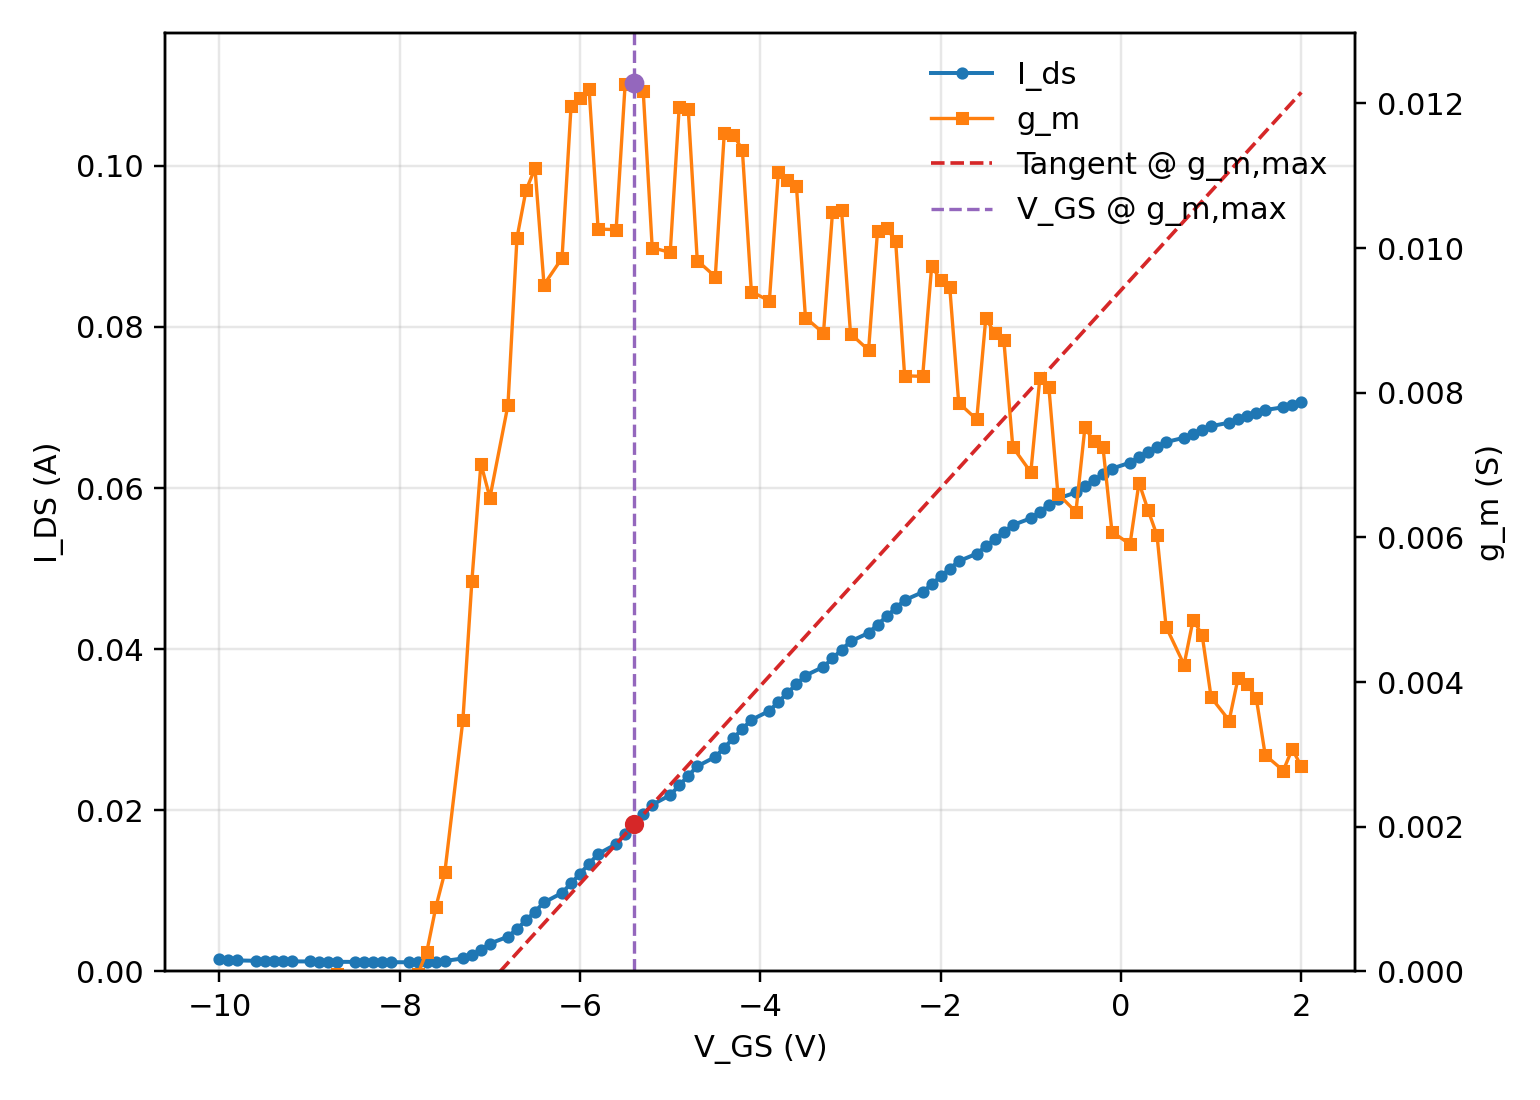 I_ds
g_m
Tangent @ g_m,max
V_GS @ g_m,max
0.10
0.08
0.06
0.04
0.02
0.00
I_DS (A)
0.012
0.010
0.008
0.006
0.004
0.002
0.000
g_m (S)
−10
−8
−6
−4
−2
0
2
V_GS (V)